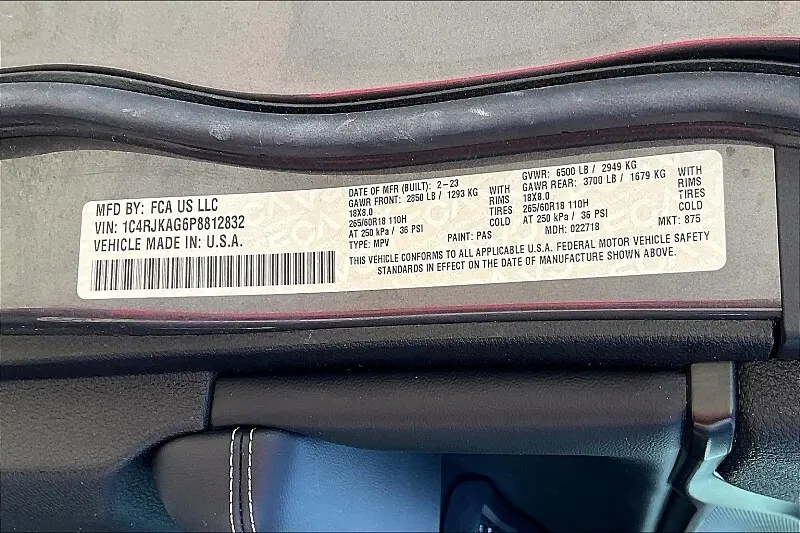 MFD BY: FCA US LLC
VIN: 1C4RJKAG6P8812832
VEHICLE MADE IN: U.S.A.
DATE OF MFR (BUILT): 2-23
GAWR FRONT: 2850 LB / 1293 KG WITH
18X8.0 RIMS
265/60R18 110H TIRES
AT 250 kPa / 36 PSI COLD
TYPE: MPV PAINT: PAS
GVWR: 6500 LB / 2949 KG
GAWR REAR: 3700 LB / 1679 KG WITH
18X8.0 RIMS
265/60R18 110H TIRES
AT 250 kPa / 36 PSI COLD
MDH: 022718 MKT: 875
THIS VEHICLE CONFORMS TO ALL APPLICABLE U.S.A. FEDERAL MOTOR VEHICLE SAFETY
STANDARDS IN EFFECT ON THE DATE OF MANUFACTURE SHOWN ABOVE.